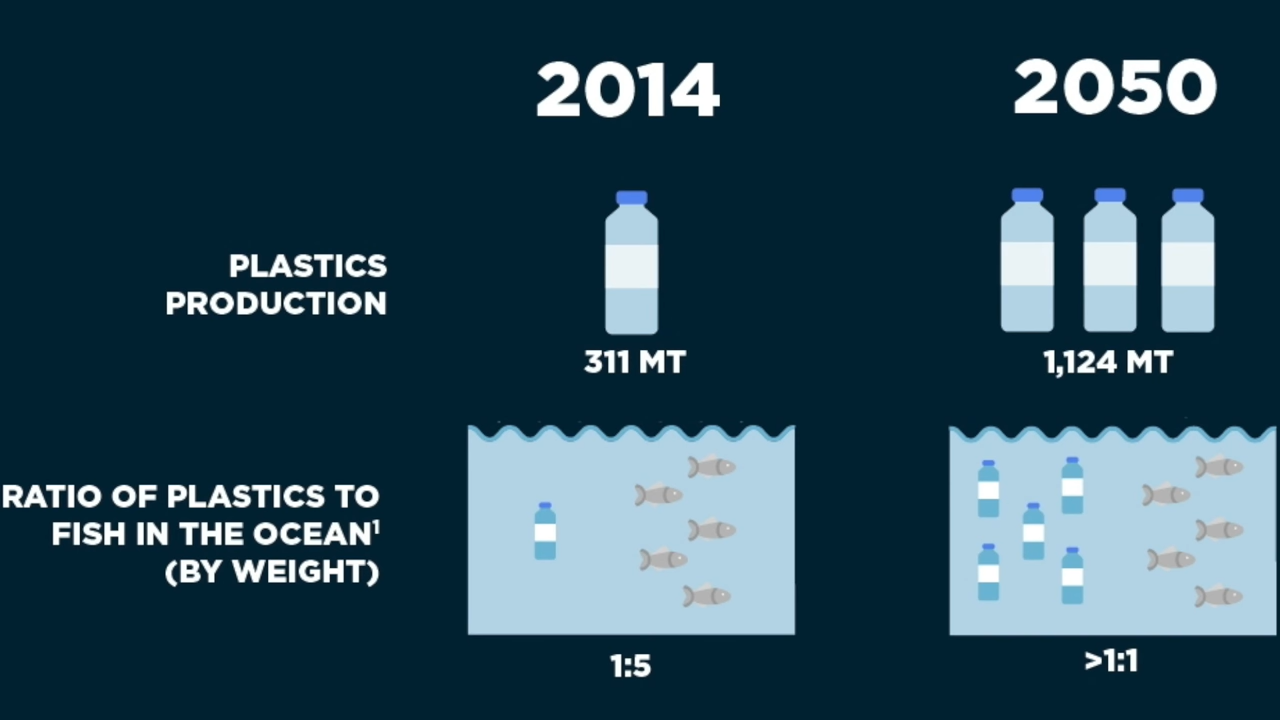 2014
2050
PLASTICS
PRODUCTION
311 MT
1,124 MT
RATIO OF PLASTICS TO
FISH IN THE OCEAN¹
(BY WEIGHT)
1:5
>1:1